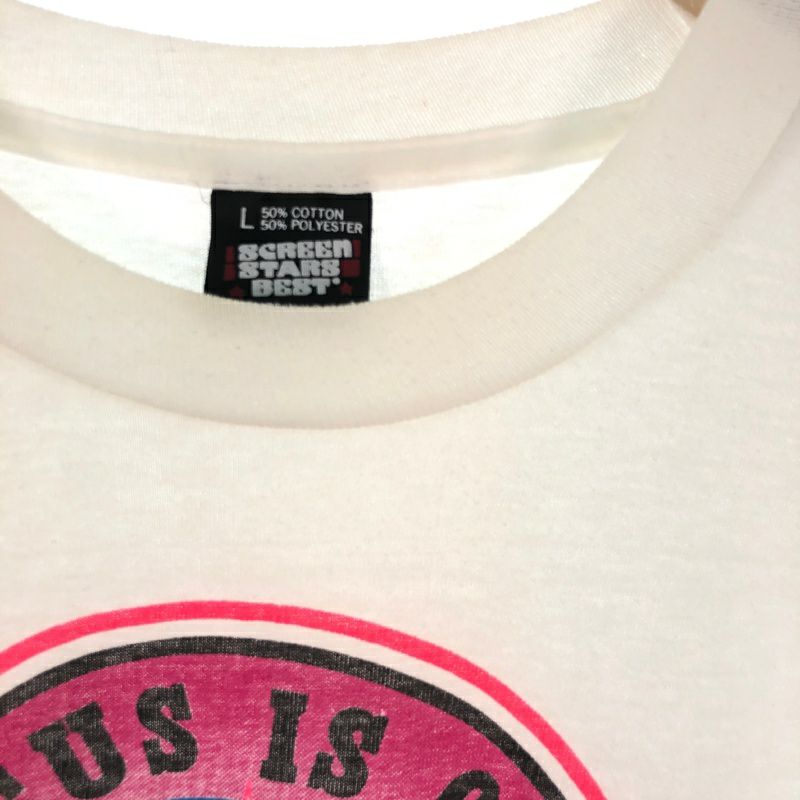 L 50% COTTON
50% POLYESTER
SCREEN
STARS
BEST
US IS